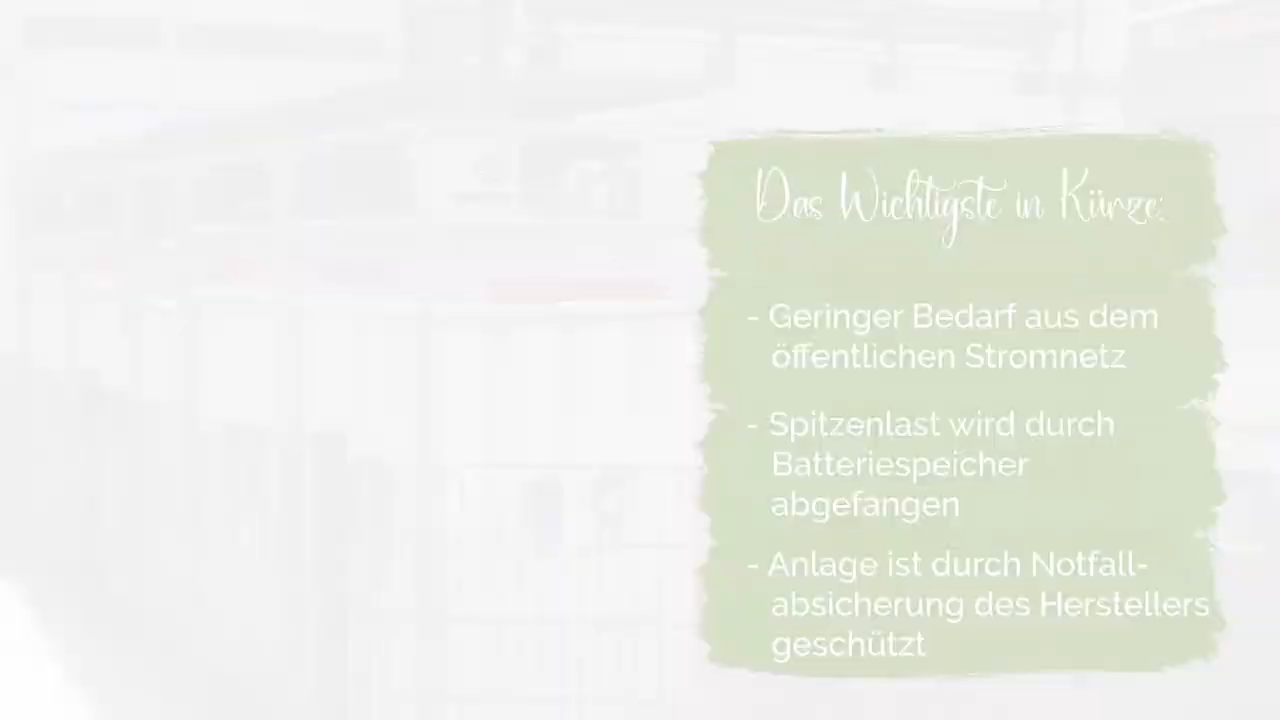 Das Wichtigste in Kürze:
- Geringer Bedarf aus dem
öffentlichen Stromnetz
- Spitzenlast wird durch
Batteriespeicher
abgefangen
- Anlage ist durch Notfall-
absicherung des Herstellers
geschützt